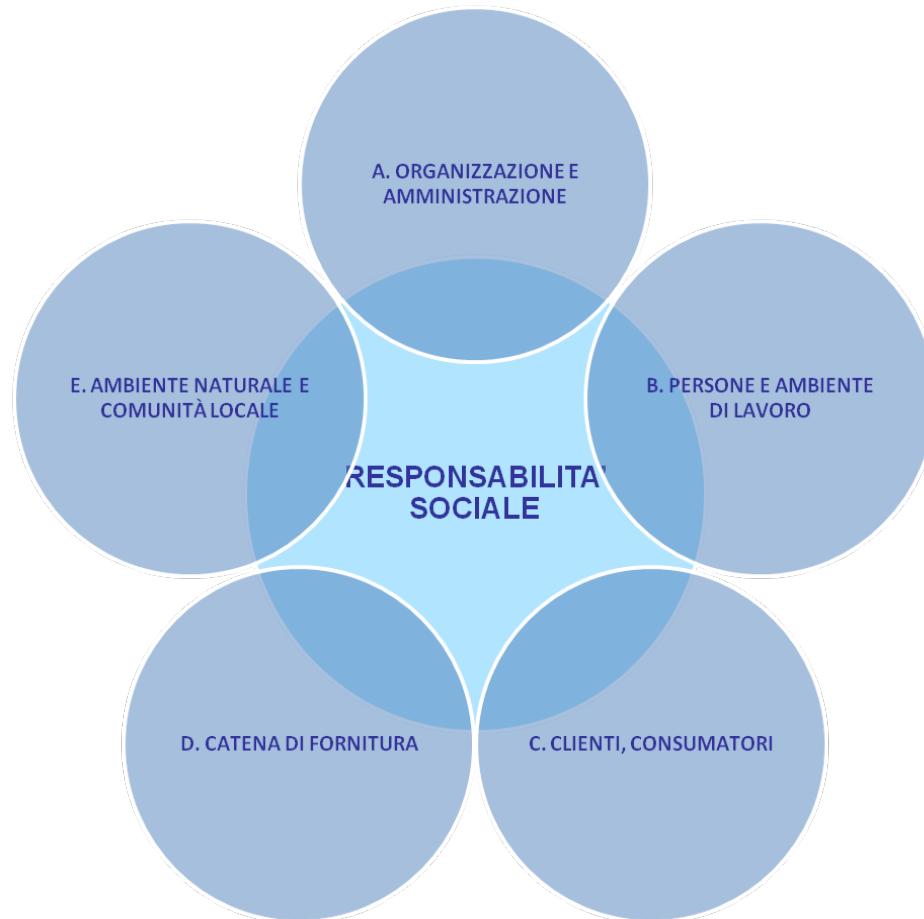 A. ORGANIZZAZIONE E
AMMINISTRAZIONE
E. AMBIENTE NATURALE E
COMUNITÀ LOCALE
B. PERSONE E AMBIENTE
DI LAVORO
RESPONSABILITA'
SOCIALE
D. CATENA DI FORNITURA
C. CLIENTI, CONSUMATORI